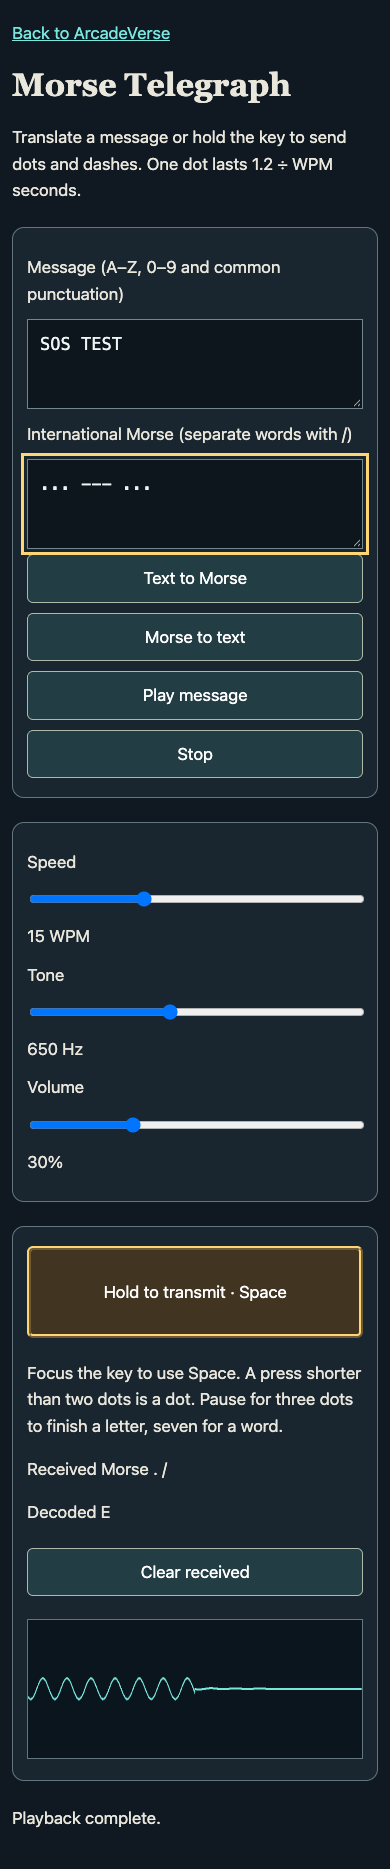 Back to ArcadeVerse
Morse Telegraph
Translate a message or hold the key to send
dots and dashes. One dot lasts 1.2 ÷ WPM
seconds.
Message (A–Z, 0–9 and common
punctuation)
SOS TEST
International Morse (separate words with /)
... --- ...
Text to Morse
Morse to text
Play message
Stop
Speed
15 WPM
Tone
650 Hz
Volume
30%
Hold to transmit · Space
Focus the key to use Space. A press shorter
than two dots is a dot. Pause for three dots
to finish a letter, seven for a word.
Received Morse . /
Decoded E
Clear received
Playback complete.